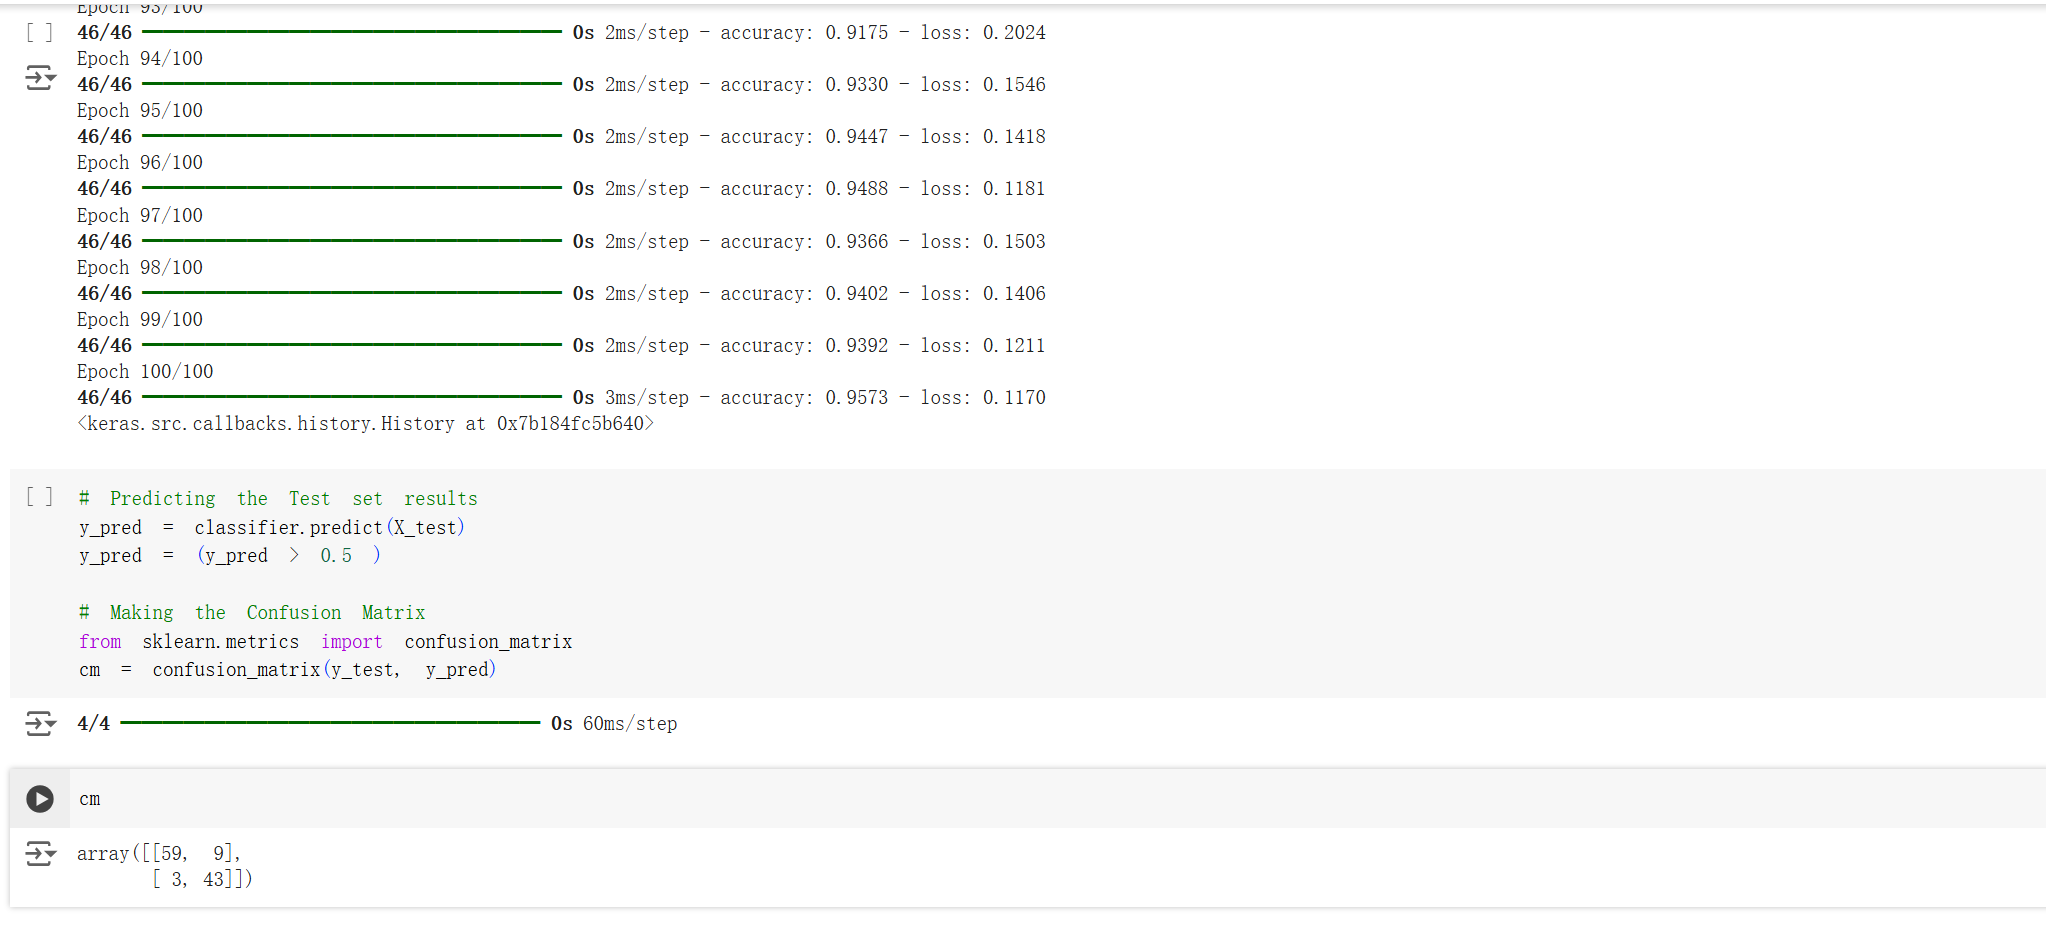 Epoch 93/100
[ ] 46/46 ━━━━━━━━━━━━━━━━━━━━ 0s 2ms/step - accuracy: 0.9175 - loss: 0.2024
Epoch 94/100
46/46 ━━━━━━━━━━━━━━━━━━━━ 0s 2ms/step - accuracy: 0.9330 - loss: 0.1546
Epoch 95/100
46/46 ━━━━━━━━━━━━━━━━━━━━ 0s 2ms/step - accuracy: 0.9447 - loss: 0.1418
Epoch 96/100
46/46 ━━━━━━━━━━━━━━━━━━━━ 0s 2ms/step - accuracy: 0.9488 - loss: 0.1181
Epoch 97/100
46/46 ━━━━━━━━━━━━━━━━━━━━ 0s 2ms/step - accuracy: 0.9366 - loss: 0.1503
Epoch 98/100
46/46 ━━━━━━━━━━━━━━━━━━━━ 0s 2ms/step - accuracy: 0.9402 - loss: 0.1406
Epoch 99/100
46/46 ━━━━━━━━━━━━━━━━━━━━ 0s 2ms/step - accuracy: 0.9392 - loss: 0.1211
Epoch 100/100
46/46 ━━━━━━━━━━━━━━━━━━━━ 0s 3ms/step - accuracy: 0.9573 - loss: 0.1170
<keras.src.callbacks.history.History at 0x7b184fc5b640>
[ ] # Predicting the Test set results
y_pred = classifier.predict(X_test)
y_pred = (y_pred > 0.5 )
# Making the Confusion Matrix
from sklearn.metrics import confusion_matrix
cm = confusion_matrix(y_test, y_pred)
4/4 ━━━━━━━━━━━━━━━━━━━━ 0s 60ms/step
cm
array([[59, 9],
[ 3, 43]])